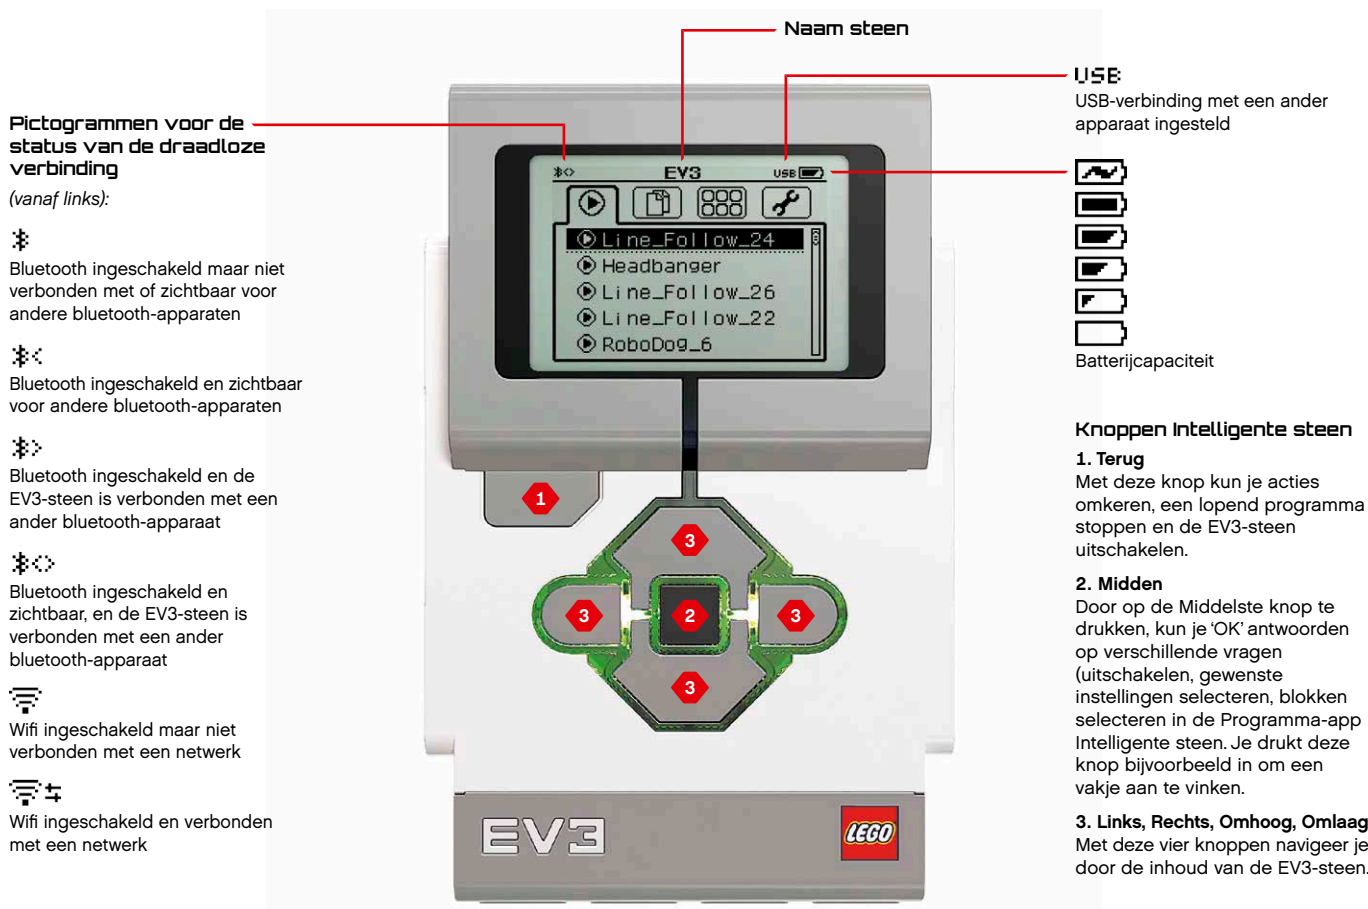 Naam steen
Pictogrammen voor de
status van de draadloze
verbinding
(vanaf links):
Bluetooth ingeschakeld maar niet
verbonden met of zichtbaar voor
andere bluetooth-apparaten
Bluetooth ingeschakeld en zichtbaar
voor andere bluetooth-apparaten
Bluetooth ingeschakeld en de
EV3-steen is verbonden met een
ander bluetooth-apparaat
Bluetooth ingeschakeld en
zichtbaar, en de EV3-steen is
verbonden met een ander
bluetooth-apparaat
Wifi ingeschakeld maar niet
verbonden met een netwerk
Wifi ingeschakeld en verbonden
met een netwerk
EV3 USB
Line_Follow_24
Headbanger
Line_Follow_26
Line_Follow_22
RoboDog_6
1
3
3 2 3
3
EV3 LEGO
USB
USB-verbinding met een ander
apparaat ingesteld
Batterijcapaciteit
Knoppen Intelligente steen
1. Terug
Met deze knop kun je acties
omkeren, een lopend programma
stoppen en de EV3-steen
uitschakelen.
2. Midden
Door op de Middelste knop te
drukken, kun je ‘OK’ antwoorden
op verschillende vragen
(uitschakelen, gewenste
instellingen selecteren, blokken
selecteren in de Programma-app
Intelligente steen. Je drukt deze
knop bijvoorbeeld in om een
vakje aan te vinken.
3. Links, Rechts, Omhoog, Omlaag
Met deze vier knoppen navigeer je
door de inhoud van de EV3-steen.